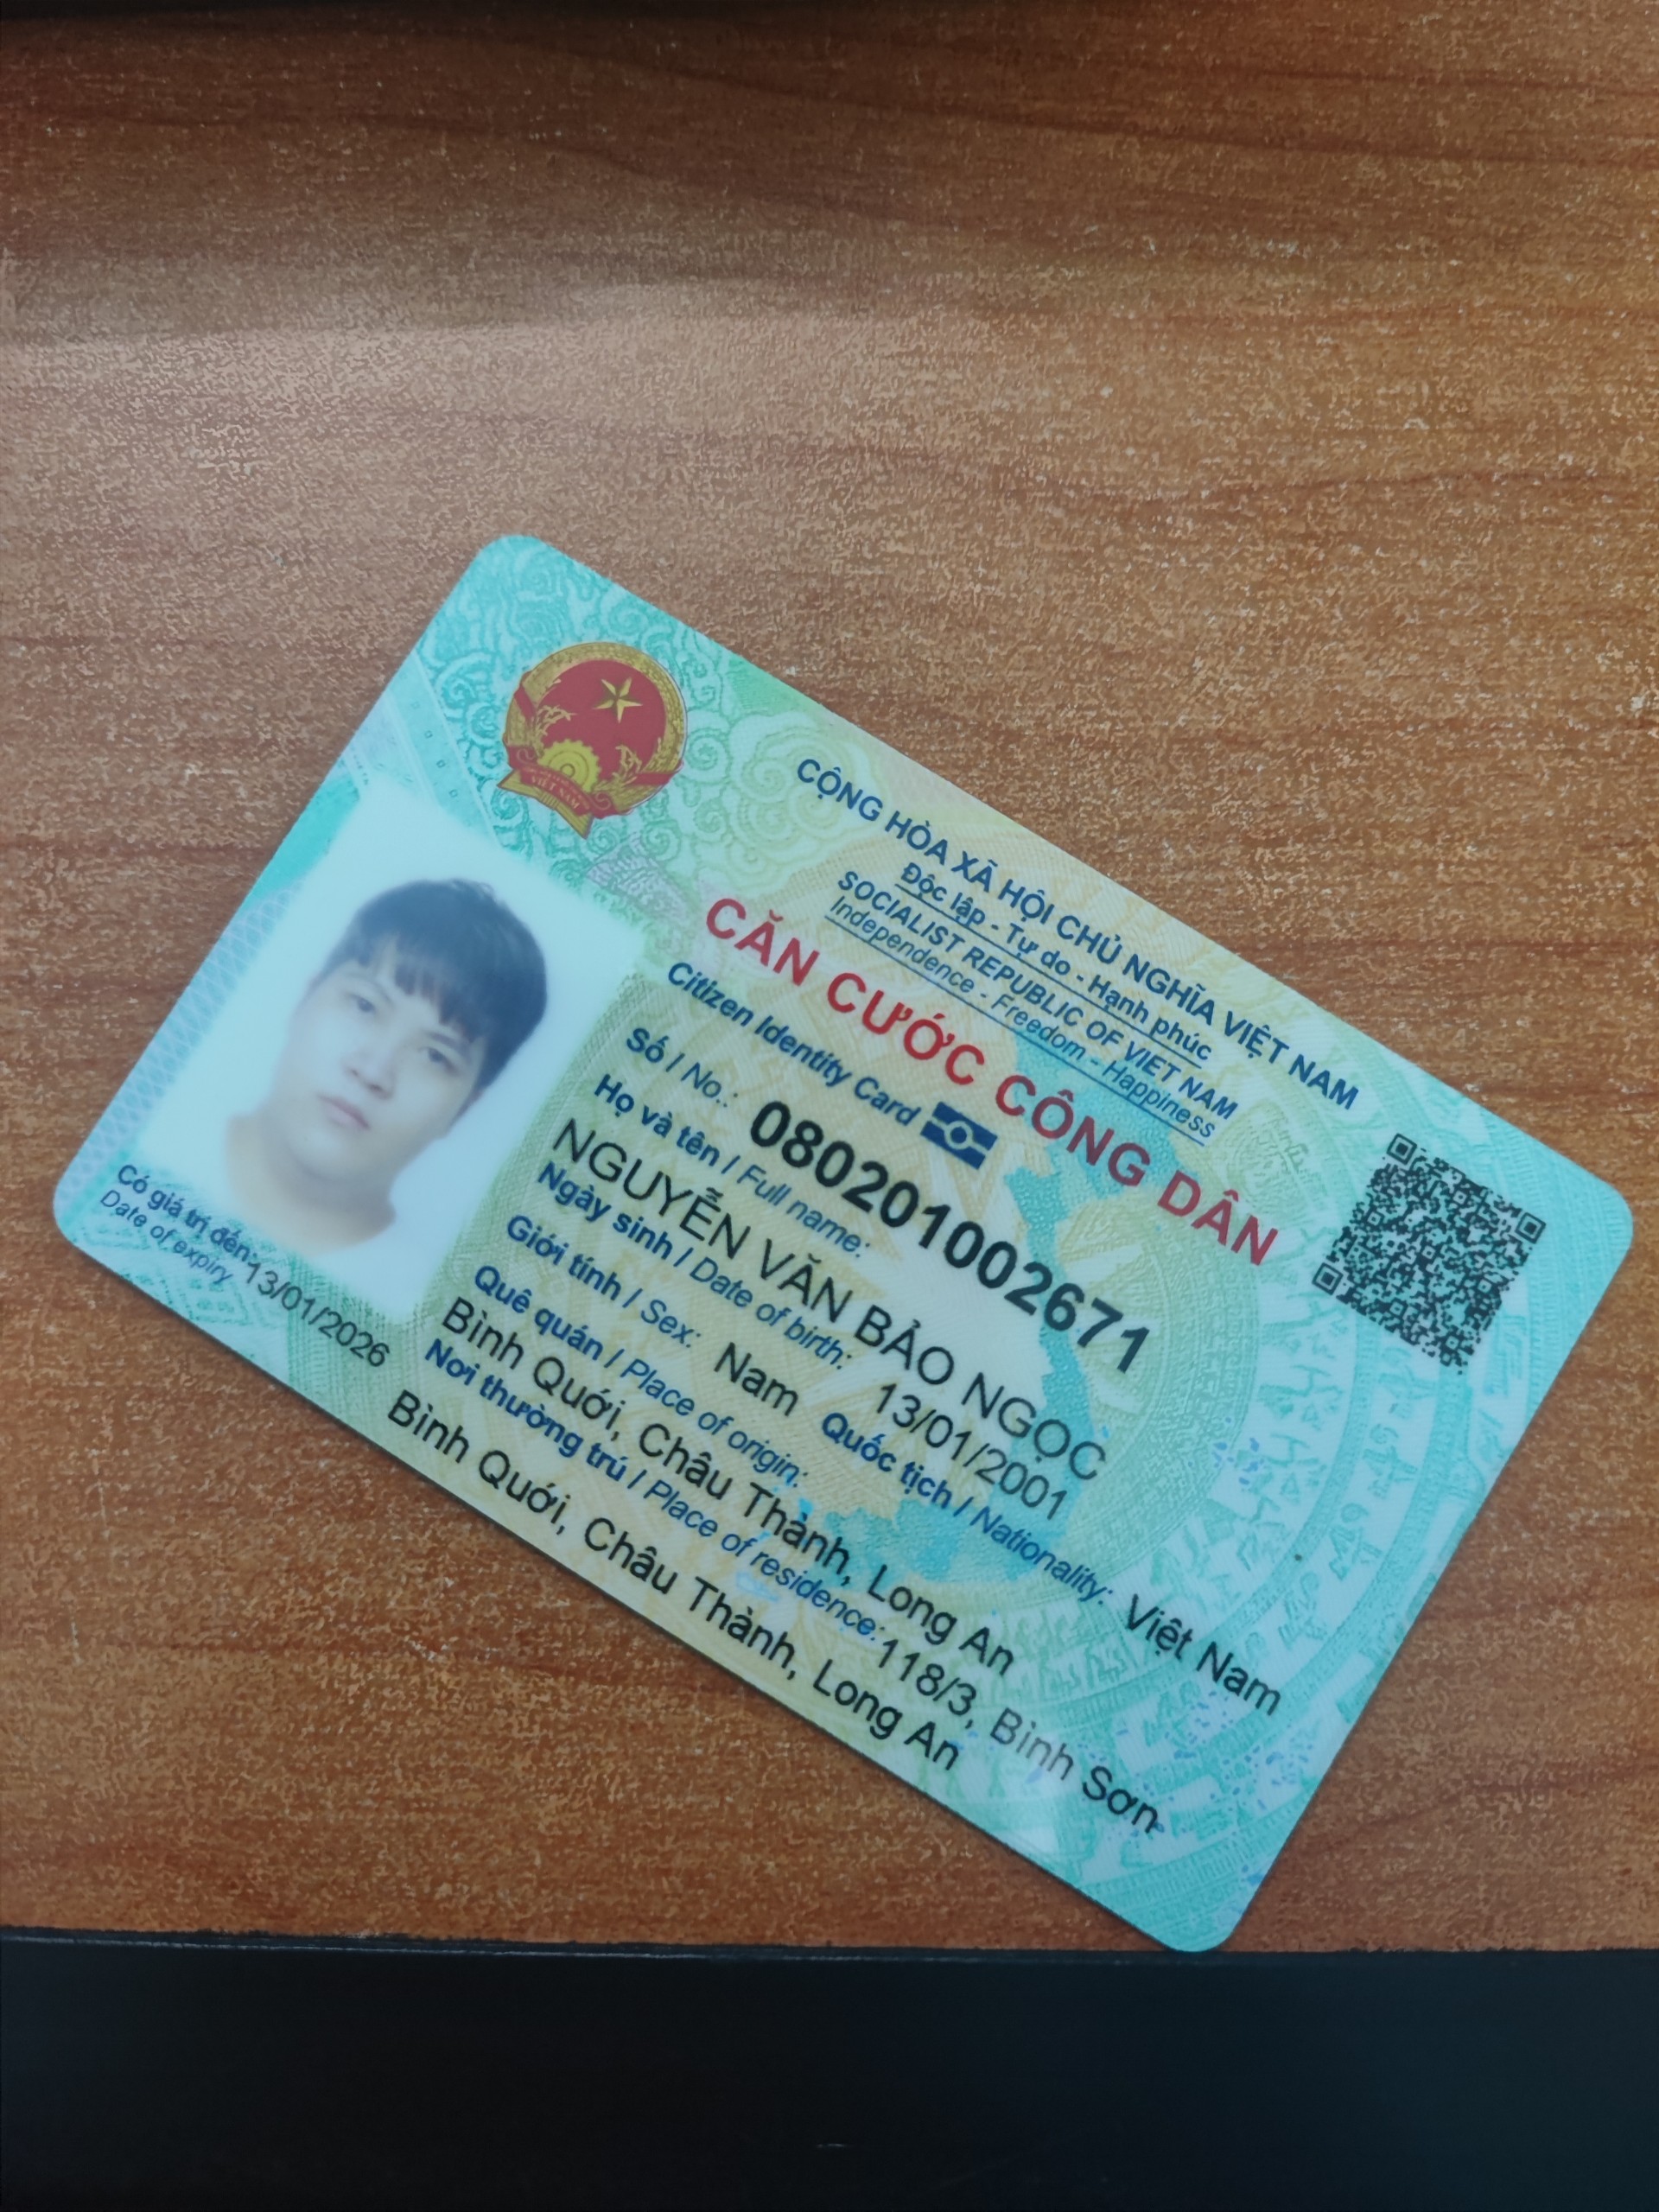 CỘNG HÒA XÃ HỘI CHỦ NGHĨA VIỆT NAM
Độc lập - Tự do - Hạnh phúc
SOCIALIST REPUBLIC OF VIET NAM
Independence - Freedom - Happiness
CĂN CƯỚC CÔNG DÂN
Citizen Identity Card
Số / No.: 080201002671
Họ và tên / Full name:
NGUYỄN VĂN BẢO NGỌC
Ngày sinh / Date of birth: 13/01/2001
Giới tính / Sex: Nam Quốc tịch / Nationality: Việt Nam
Quê quán / Place of origin:
Bình Quới, Châu Thành, Long An
Nơi thường trú / Place of residence: 118/3, Bình Sơn
Bình Quới, Châu Thành, Long An
Có giá trị đến: 13/01/2026
Date of expiry